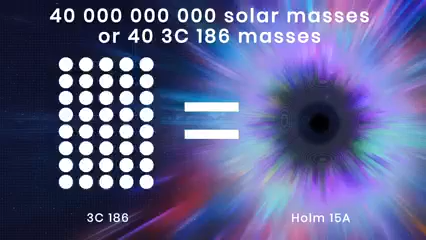 40 000 000 000 solar masses
or 40 3C 186 masses
=
3C 186
Holm 15A